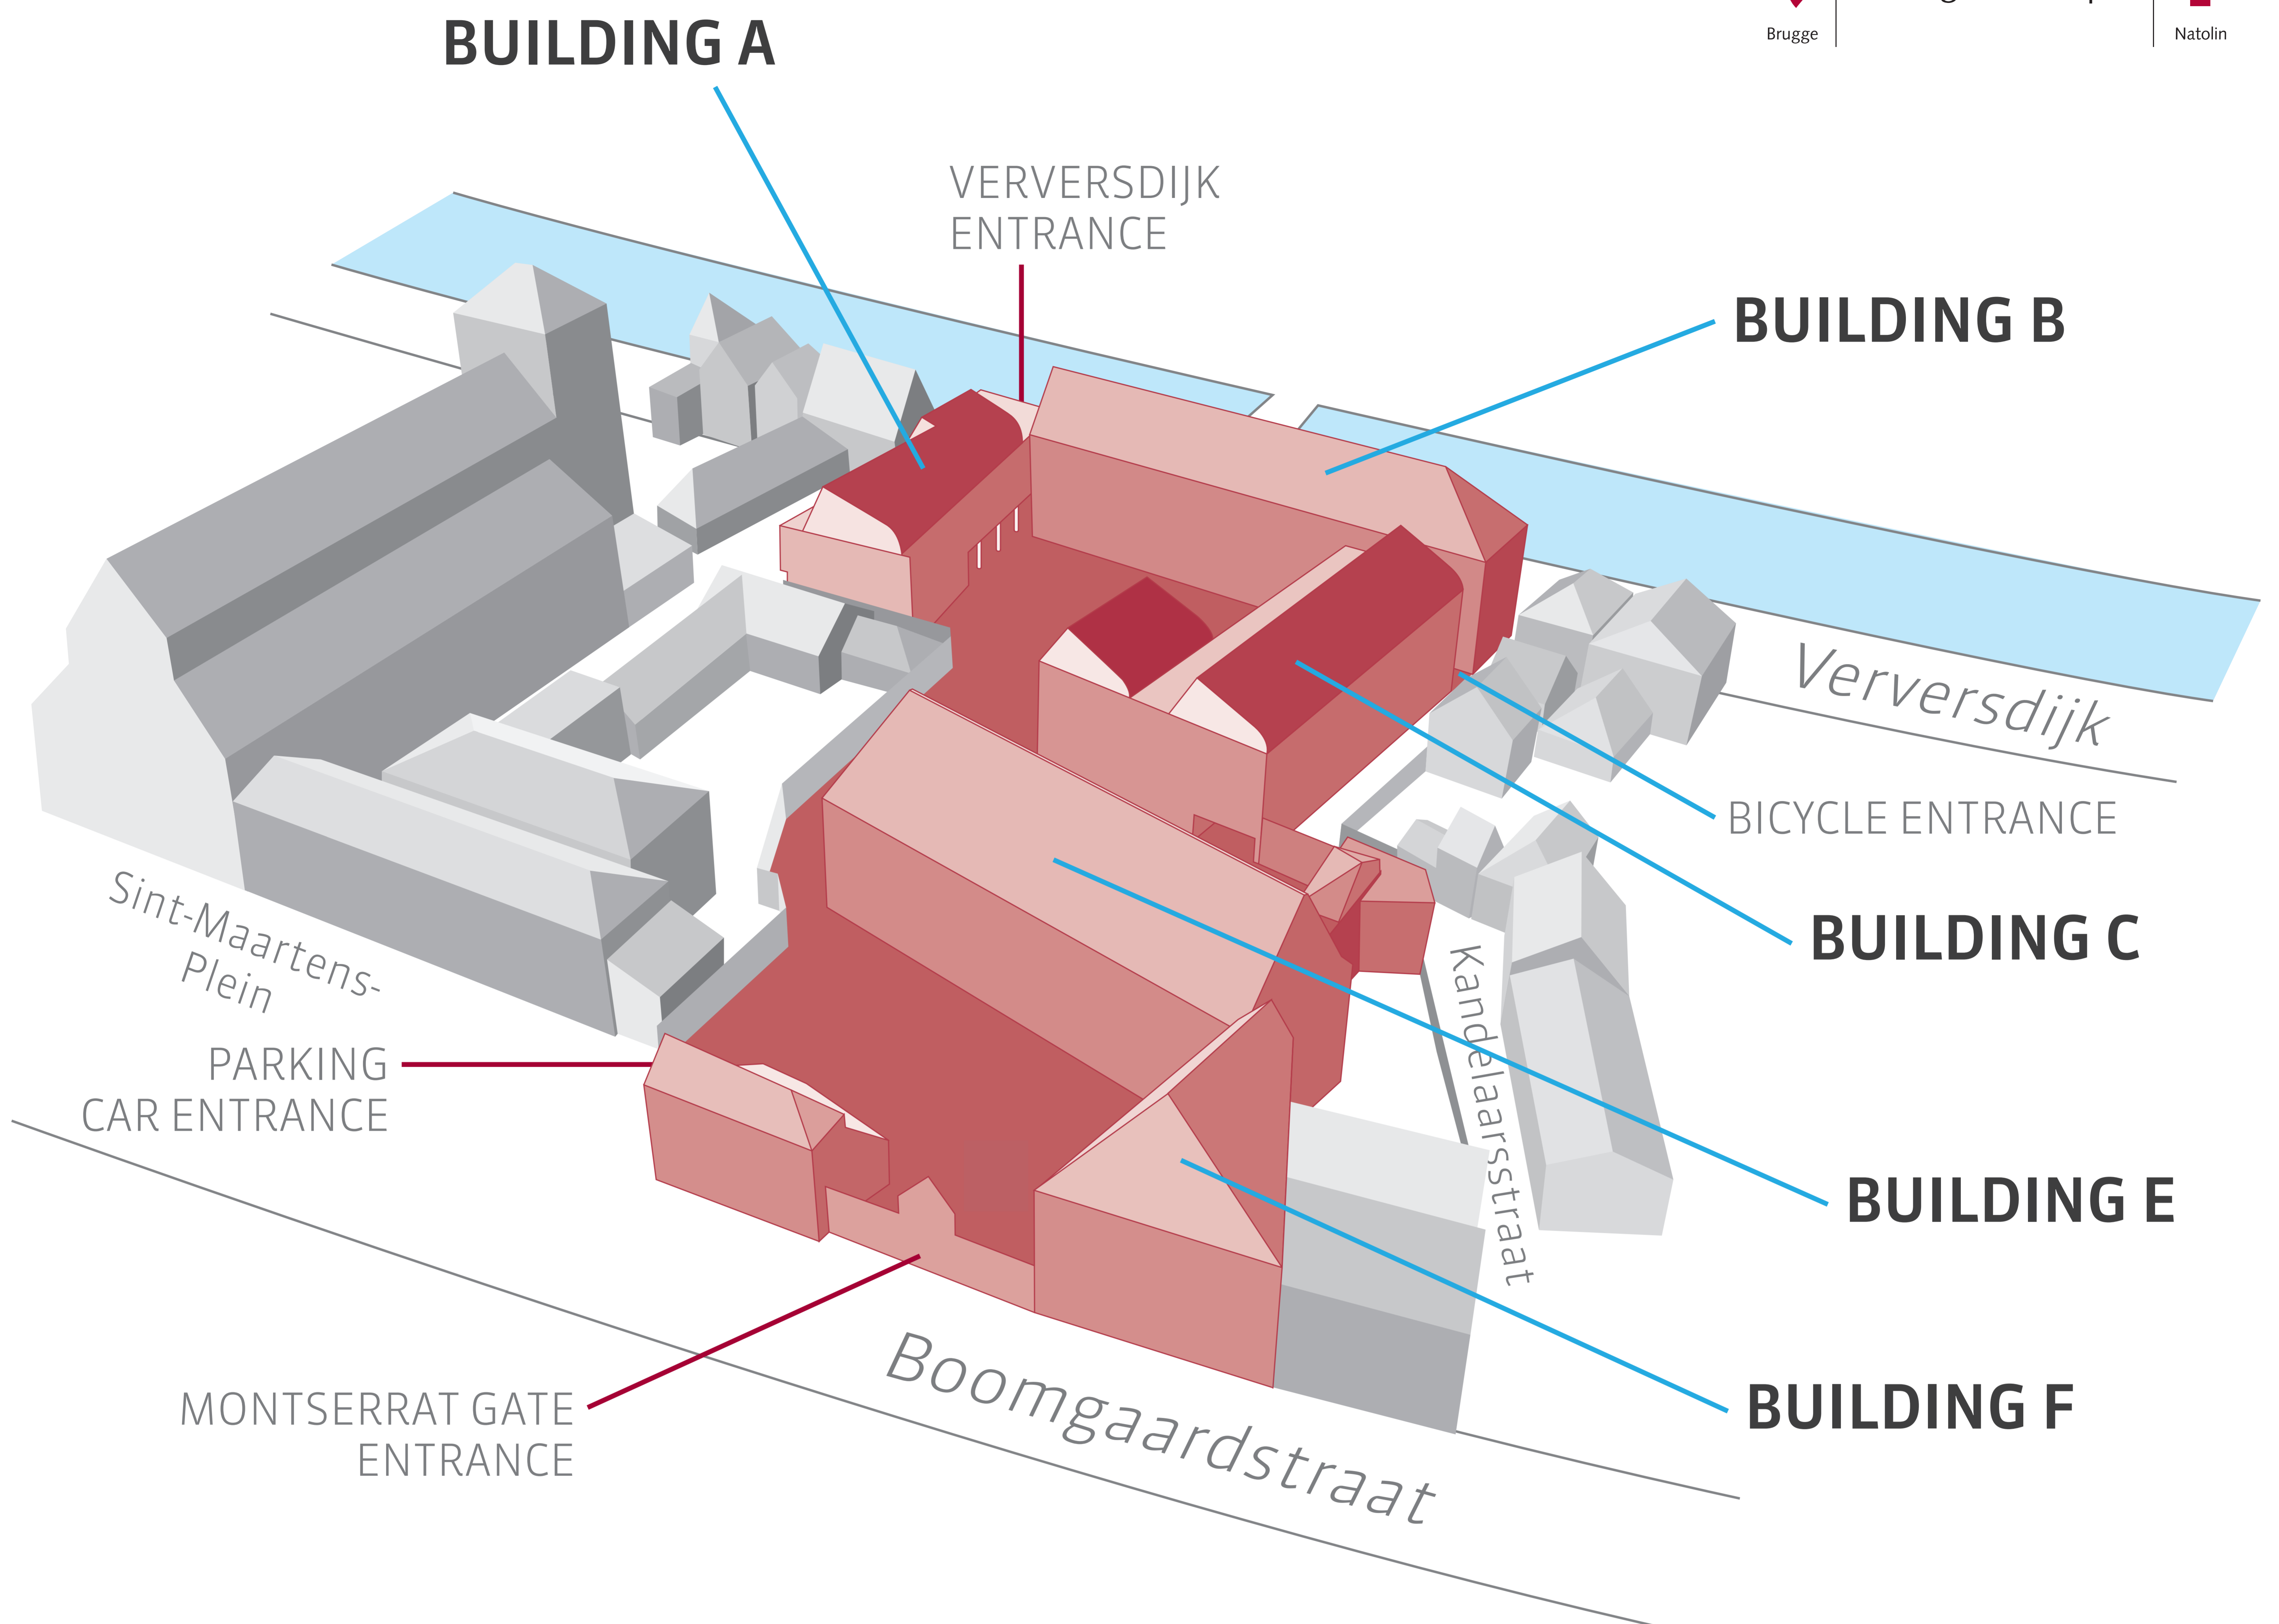 Brugge
Natolin
BUILDING A
VERVERSDIJK
ENTRANCE
BUILDING B
Verversdijk
BICYCLE ENTRANCE
BUILDING C
Sint-Maartens-
Plein
Kandelaarsstraat
PARKING
CAR ENTRANCE
BUILDING E
BUILDING F
MONTSERRAT GATE
ENTRANCE
Boomgaardstraat